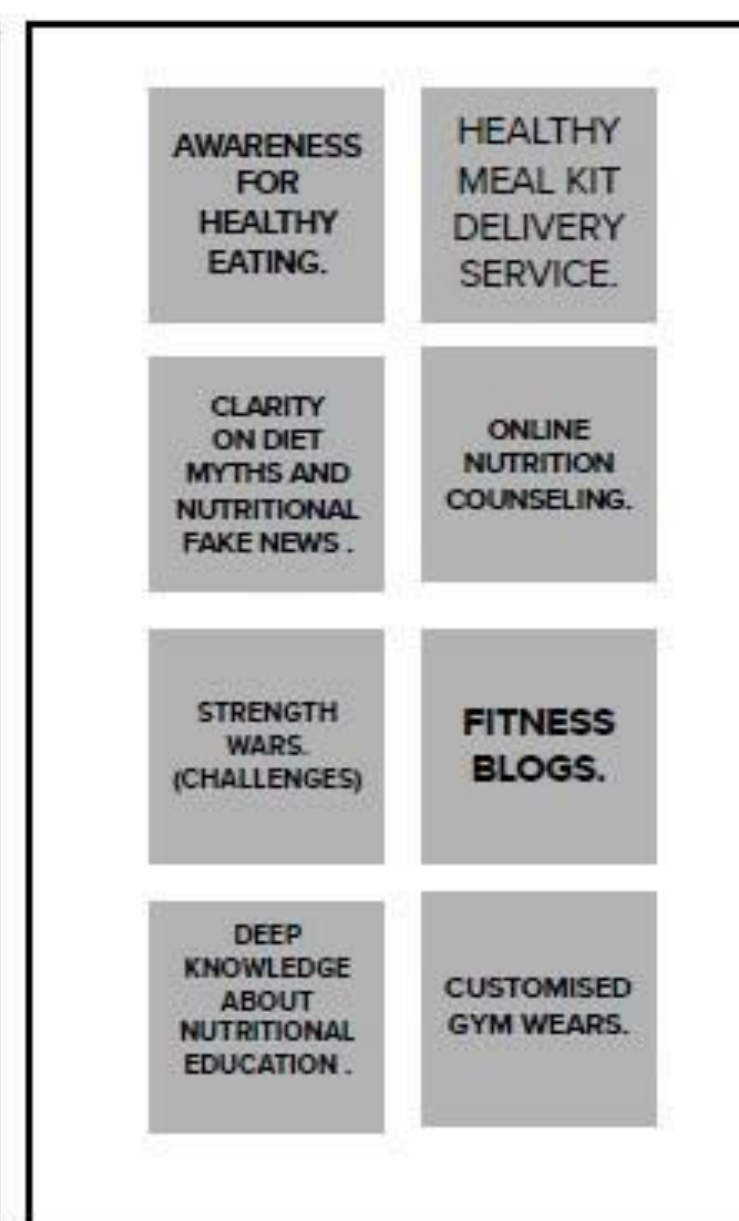 AWARENESS
FOR
HEALTHY
EATING.
HEALTHY
MEAL KIT
DELIVERY
SERVICE.
CLARITY
ON DIET
MYTHS AND
NUTRITIONAL
FAKE NEWS .
ONLINE
NUTRITION
COUNSELING.
STRENGTH
WARS.
(CHALLENGES)
FITNESS
BLOGS.
DEEP
KNOWLEDGE
ABOUT
NUTRITIONAL
EDUCATION .
CUSTOMISED
GYM WEARS.